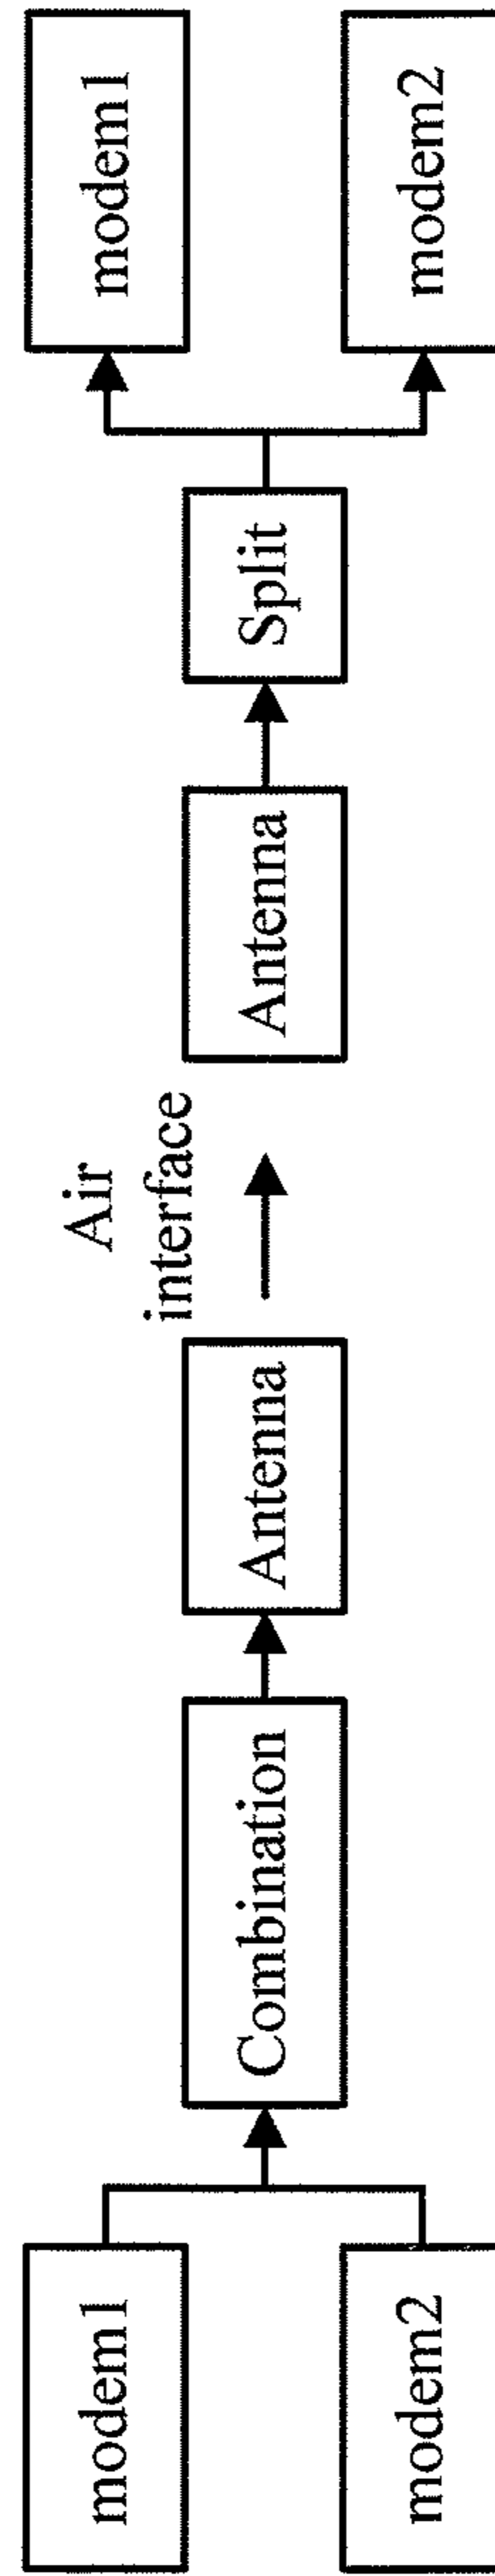 modem1
modem2
Combination
Antenna
Air
interface
Antenna
Split
modem1
modem2